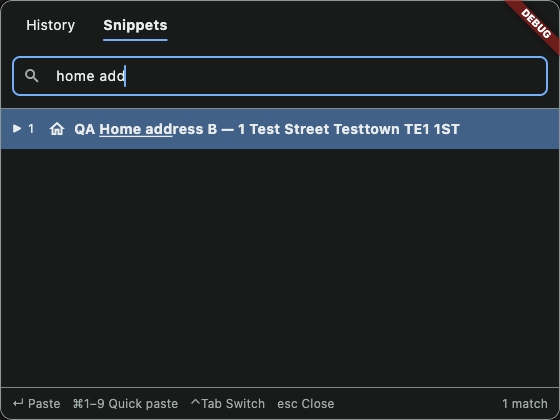 History Snippets
DEBUG
home add
▶ 1 QA Home address B — 1 Test Street Testtown TE1 1ST
↵ Paste ⌘1–9 Quick paste ^Tab Switch esc Close 1 match